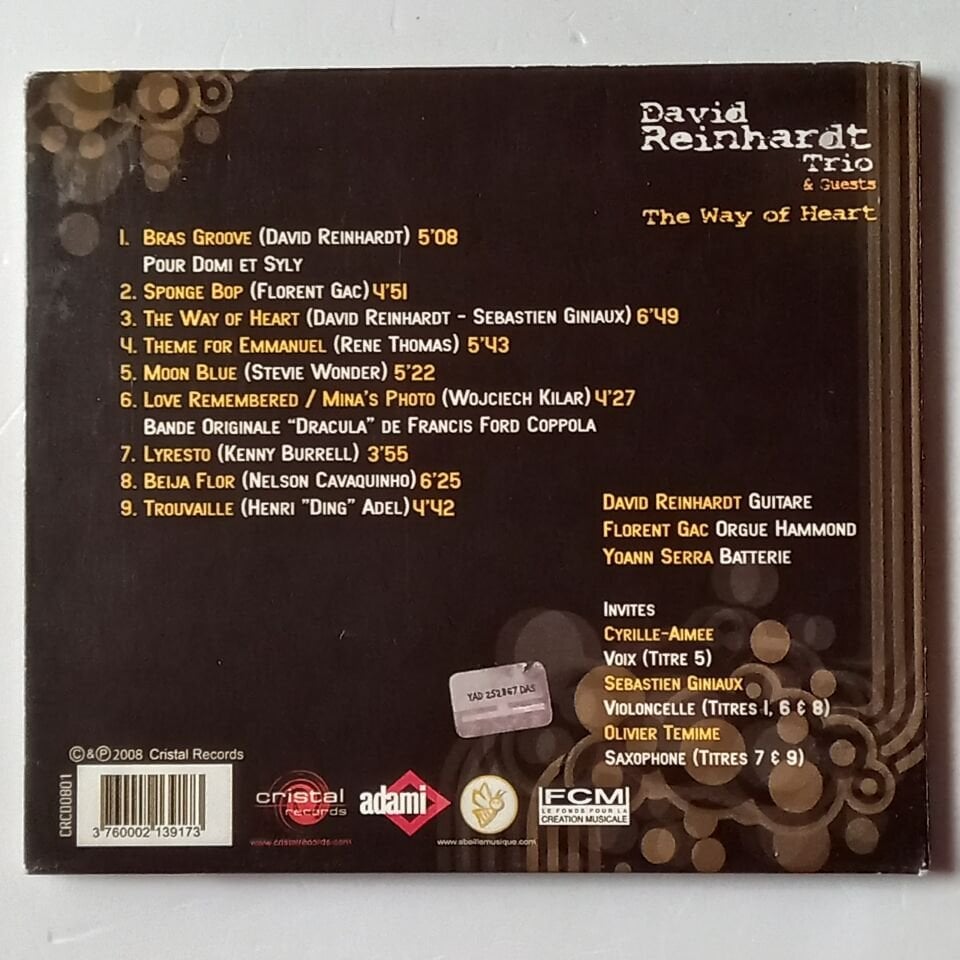 David
Reinhardt
Trio
& Guests
The Way of Heart
1. Bras Groove (David Reinhardt) 5'08
Pour Domi et Syly
2. Sponge Bop (Florent Gac) 4'51
3. The Way of Heart (David Reinhardt - Sebastien Giniaux) 6'49
4. Theme for Emmanuel (Rene Thomas) 5'43
5. Moon Blue (Stevie Wonder) 5'22
6. Love Remembered / Mina's Photo (Wojciech Kilar) 4'27
Bande Originale "Dracula" de Francis Ford Coppola
7. Lyresto (Kenny Burrell) 3'55
8. Beija Flor (Nelson Cavaquinho) 6'25
9. Trouvaille (Henri "Ding" Adel) 4'42
David Reinhardt Guitare
Florent Gac Orgue Hammond
Yoann Serra Batterie
Invites
Cyrille-Aimee
Voix (Titre 5)
Sebastien Giniaux
Violoncelle (Titres 1, 6 & 8)
Olivier Temime
Saxophone (Titres 7 & 9)
YAD 252867 DAS
©&℗2008 Cristal Records
CRCD0801
3 760002 139173
cristal
records
www.cristalrecords.com
adami
www.abeillemusique.com
FCM
LE FONDS POUR LA
CREATION MUSICALE